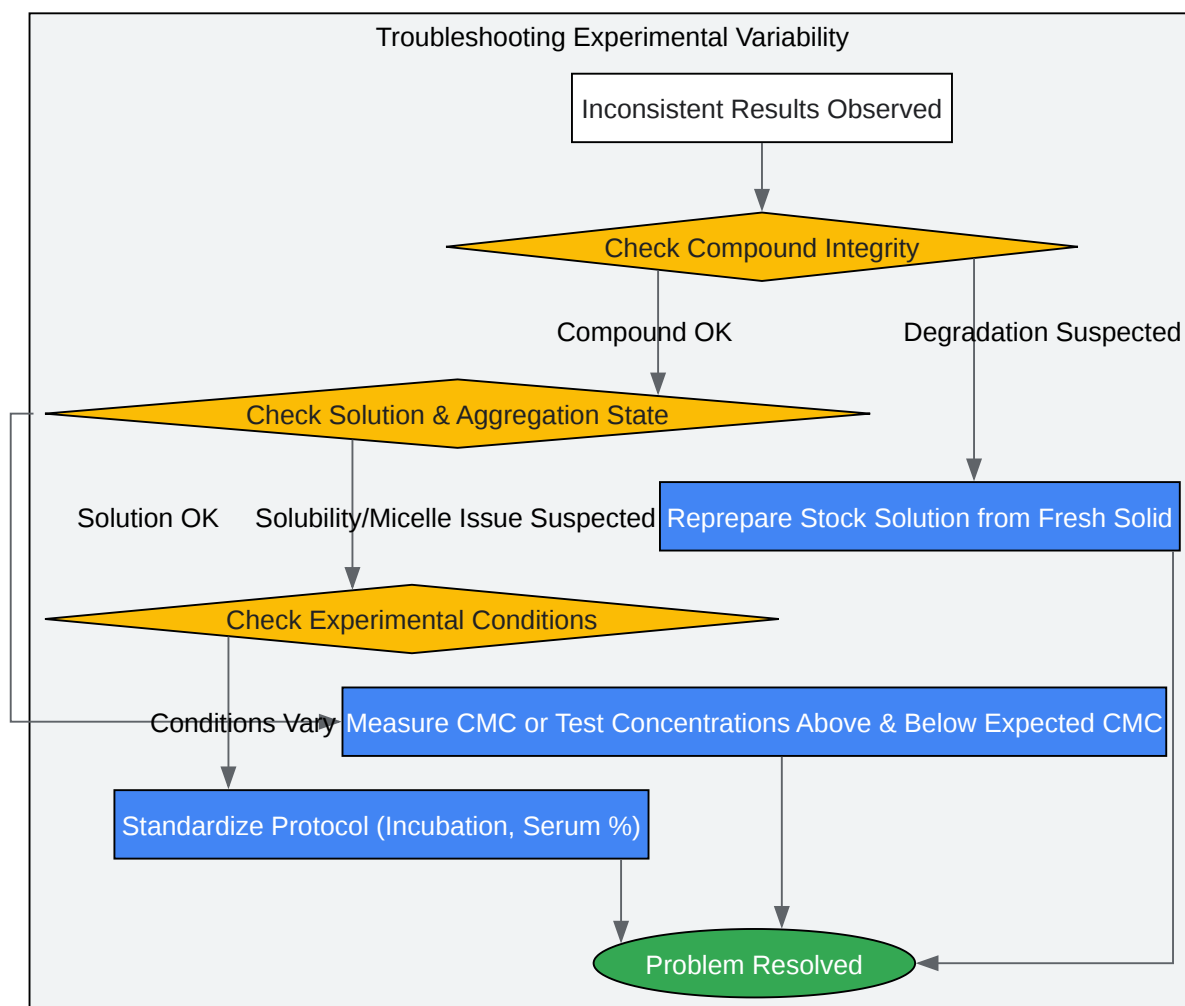 Troubleshooting Experimental Variability
Inconsistent Results Observed
Check Compound Integrity
Compound OK
Degradation Suspected
Check Solution & Aggregation State
Solution OK
Solubility/Micelle Issue Suspected
Reprepare Stock Solution from Fresh Solid
Check Experimental Conditions
Conditions Vary
Measure CMC or Test Concentrations Above & Below Expected CMC
Standardize Protocol (Incubation, Serum %)
Problem Resolved